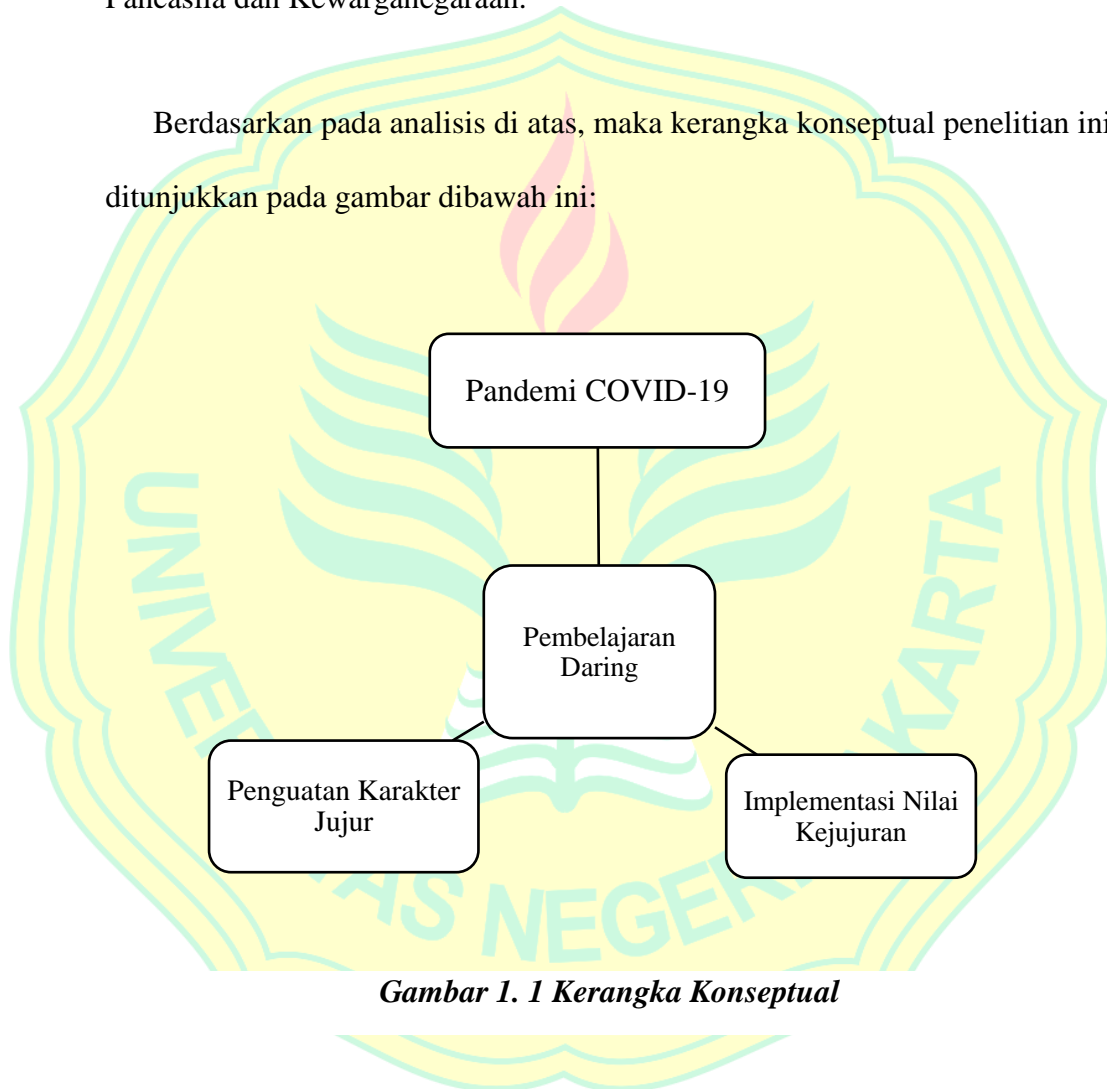 Pancasila dan Kewarganegaraan.
Berdasarkan pada analisis di atas, maka kerangka konseptual penelitian ini
ditunjukkan pada gambar dibawah ini:
Pandemi COVID-19
Pembelajaran
Daring
Penguatan Karakter
Jujur
Implementasi Nilai
Kejujuran
Gambar 1. 1 Kerangka Konseptual